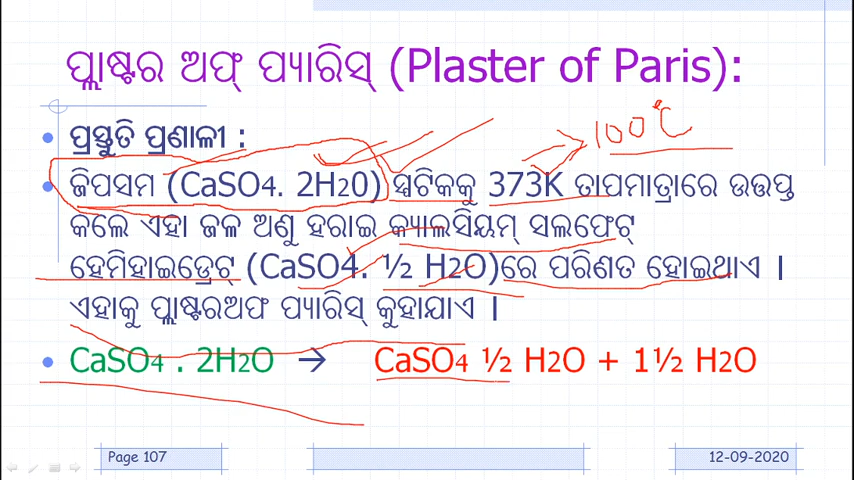 ପ୍ଲାଷ୍ଟର ଅଫ୍ ପ୍ୟାରିସ୍ (Plaster of Paris):
100°C
ପ୍ରସ୍ତୁତି ପ୍ରଣାଳୀ :
ଜିପସମ (CaSO4. 2H20) ସ୍ଫଟିକକୁ 373K ତାପମାତ୍ରାରେ ଉତ୍ତପ୍ତ
କଲେ ଏହା ଜଳ ଅଣୁ ହରାଇ କ୍ୟାଲସିୟମ୍ ସଲଫେଟ୍
ହେମିହାଇଡ୍ରେଟ୍ (CaSO4. ½ H2O)ରେ ପରିଣତ ହୋଇଥାଏ ।
ଏହାକୁ ପ୍ଲାଷ୍ଟରଅଫ ପ୍ୟାରିସ୍ କୁହାଯାଏ ।
CaSO4 . 2H2O → CaSO4 ½ H2O + 1½ H2O
Page 107
12-09-2020